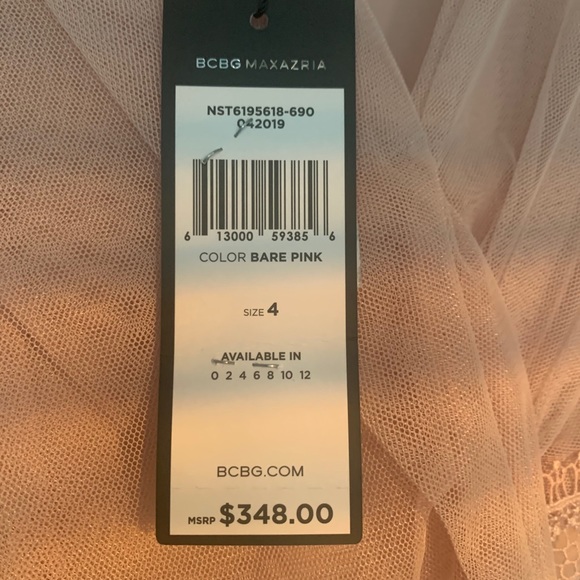 BCBG MAXAZRIA
NST6195618-690
042019
6 13000 59385 6
COLOR BARE PINK
SIZE 4
AVAILABLE IN
0 2 4 6 8 10 12
BCBG.COM
MSRP $348.00